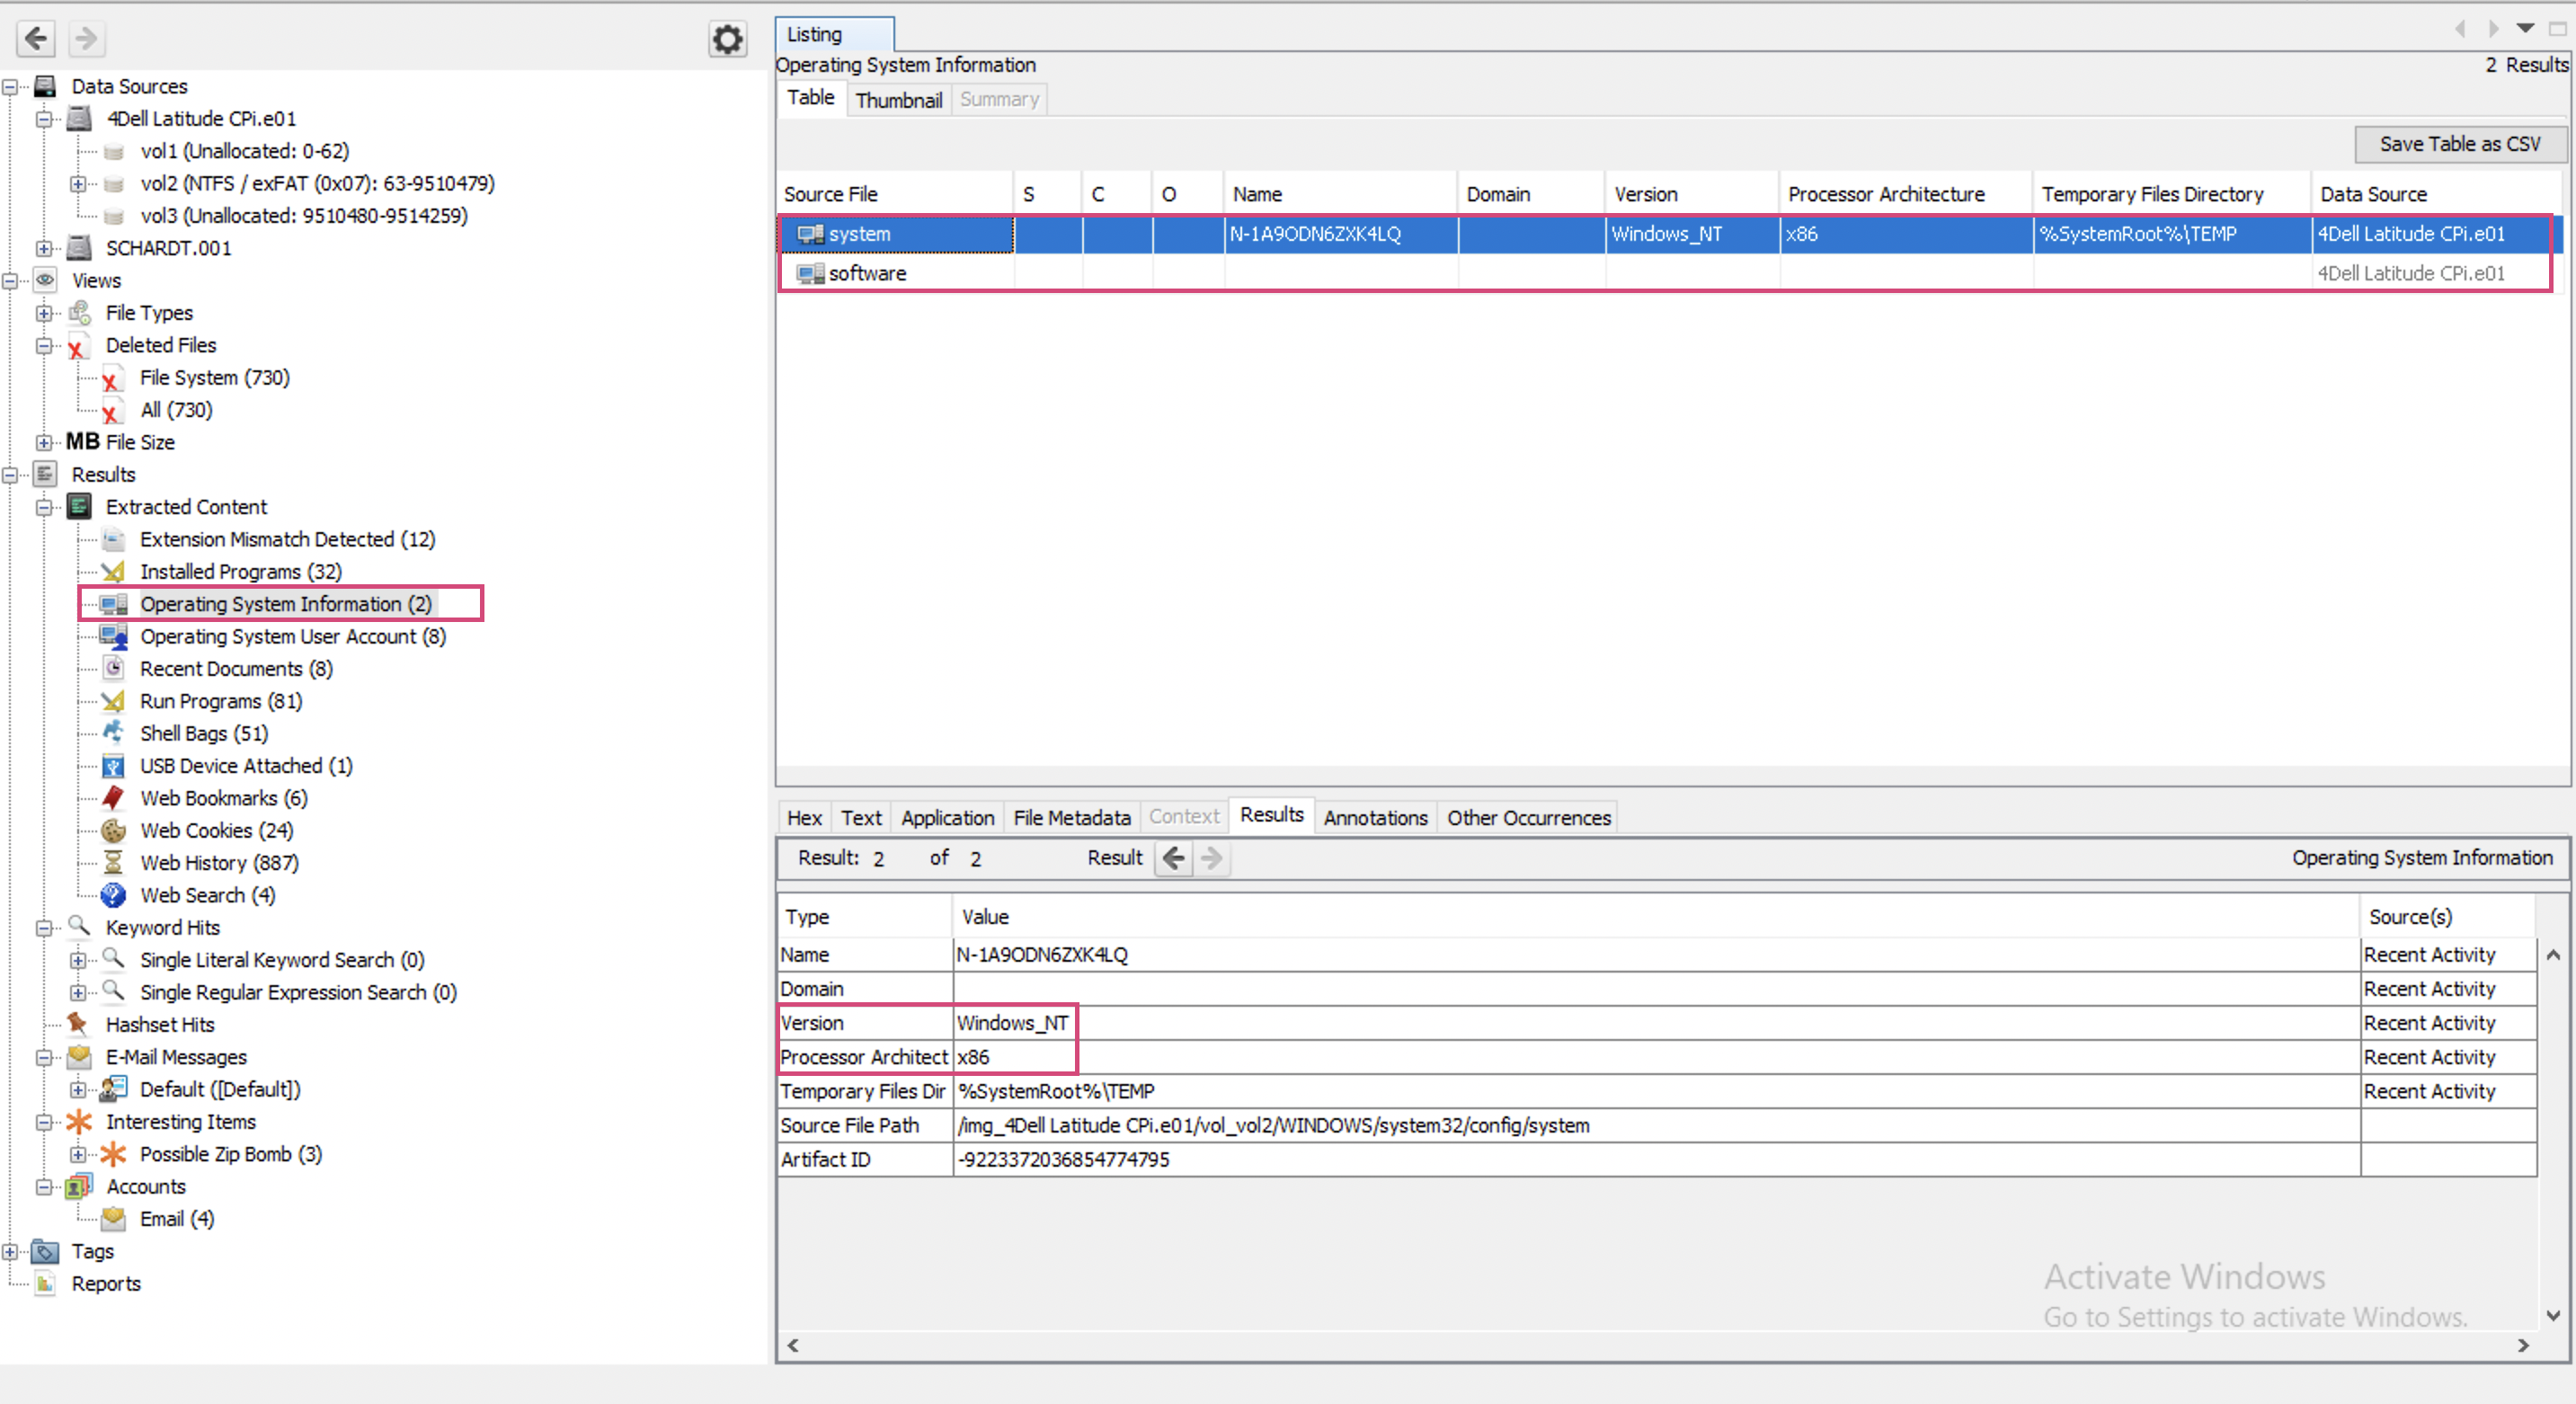 Data Sources
4Dell Latitude CPi.e01
vol1 (Unallocated: 0-62)
vol2 (NTFS / exFAT (0x07): 63-9510479)
vol3 (Unallocated: 9510480-9514259)
SCHARDT.001
Views
File Types
Deleted Files
File System (730)
All (730)
MB File Size
Results
Extracted Content
Extension Mismatch Detected (12)
Installed Programs (32)
Operating System Information (2)
Operating System User Account (8)
Recent Documents (8)
Run Programs (81)
Shell Bags (51)
USB Device Attached (1)
Web Bookmarks (6)
Web Cookies (24)
Web History (887)
Web Search (4)
Keyword Hits
Single Literal Keyword Search (0)
Single Regular Expression Search (0)
Hashset Hits
E-Mail Messages
Default ([Default])
Interesting Items
Possible Zip Bomb (3)
Accounts
Email (4)
Tags
Reports
Listing
Operating System Information 2 Results
Table Thumbnail Summary
Save Table as CSV
Source File S C O Name Domain Version Processor Architecture Temporary Files Directory Data Source
system N-1A9ODN6ZXK4LQ Windows_NT x86 %SystemRoot%\TEMP 4Dell Latitude CPi.e01
software 4Dell Latitude CPi.e01
Hex Text Application File Metadata Context Results Annotations Other Occurrences
Result: 2 of 2 Result Operating System Information
Type Value Source(s)
Name N-1A9ODN6ZXK4LQ Recent Activity
Domain Recent Activity
Version Windows_NT Recent Activity
Processor Architect x86 Recent Activity
Temporary Files Dir %SystemRoot%\TEMP Recent Activity
Source File Path /img_4Dell Latitude CPi.e01/vol_vol2/WINDOWS/system32/config/system
Artifact ID -9223372036854774795
Activate Windows
Go to Settings to activate Windows.